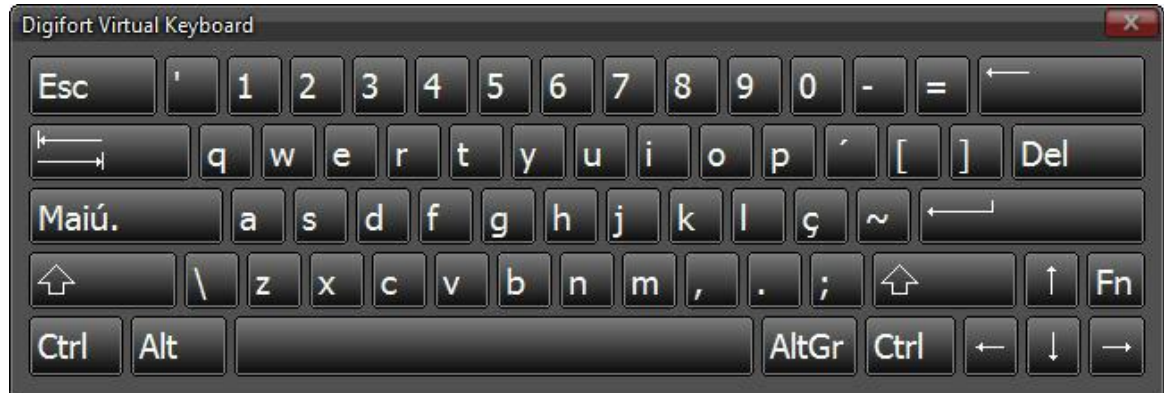 Digifort Virtual Keyboard
Esc ' 1 2 3 4 5 6 7 8 9 0 - =
q w e r t y u i o p ´ [ ] Del
Maiú. a s d f g h j k l ç ~
\ z x c v b n m , . ; Fn
Ctrl Alt AltGr Ctrl